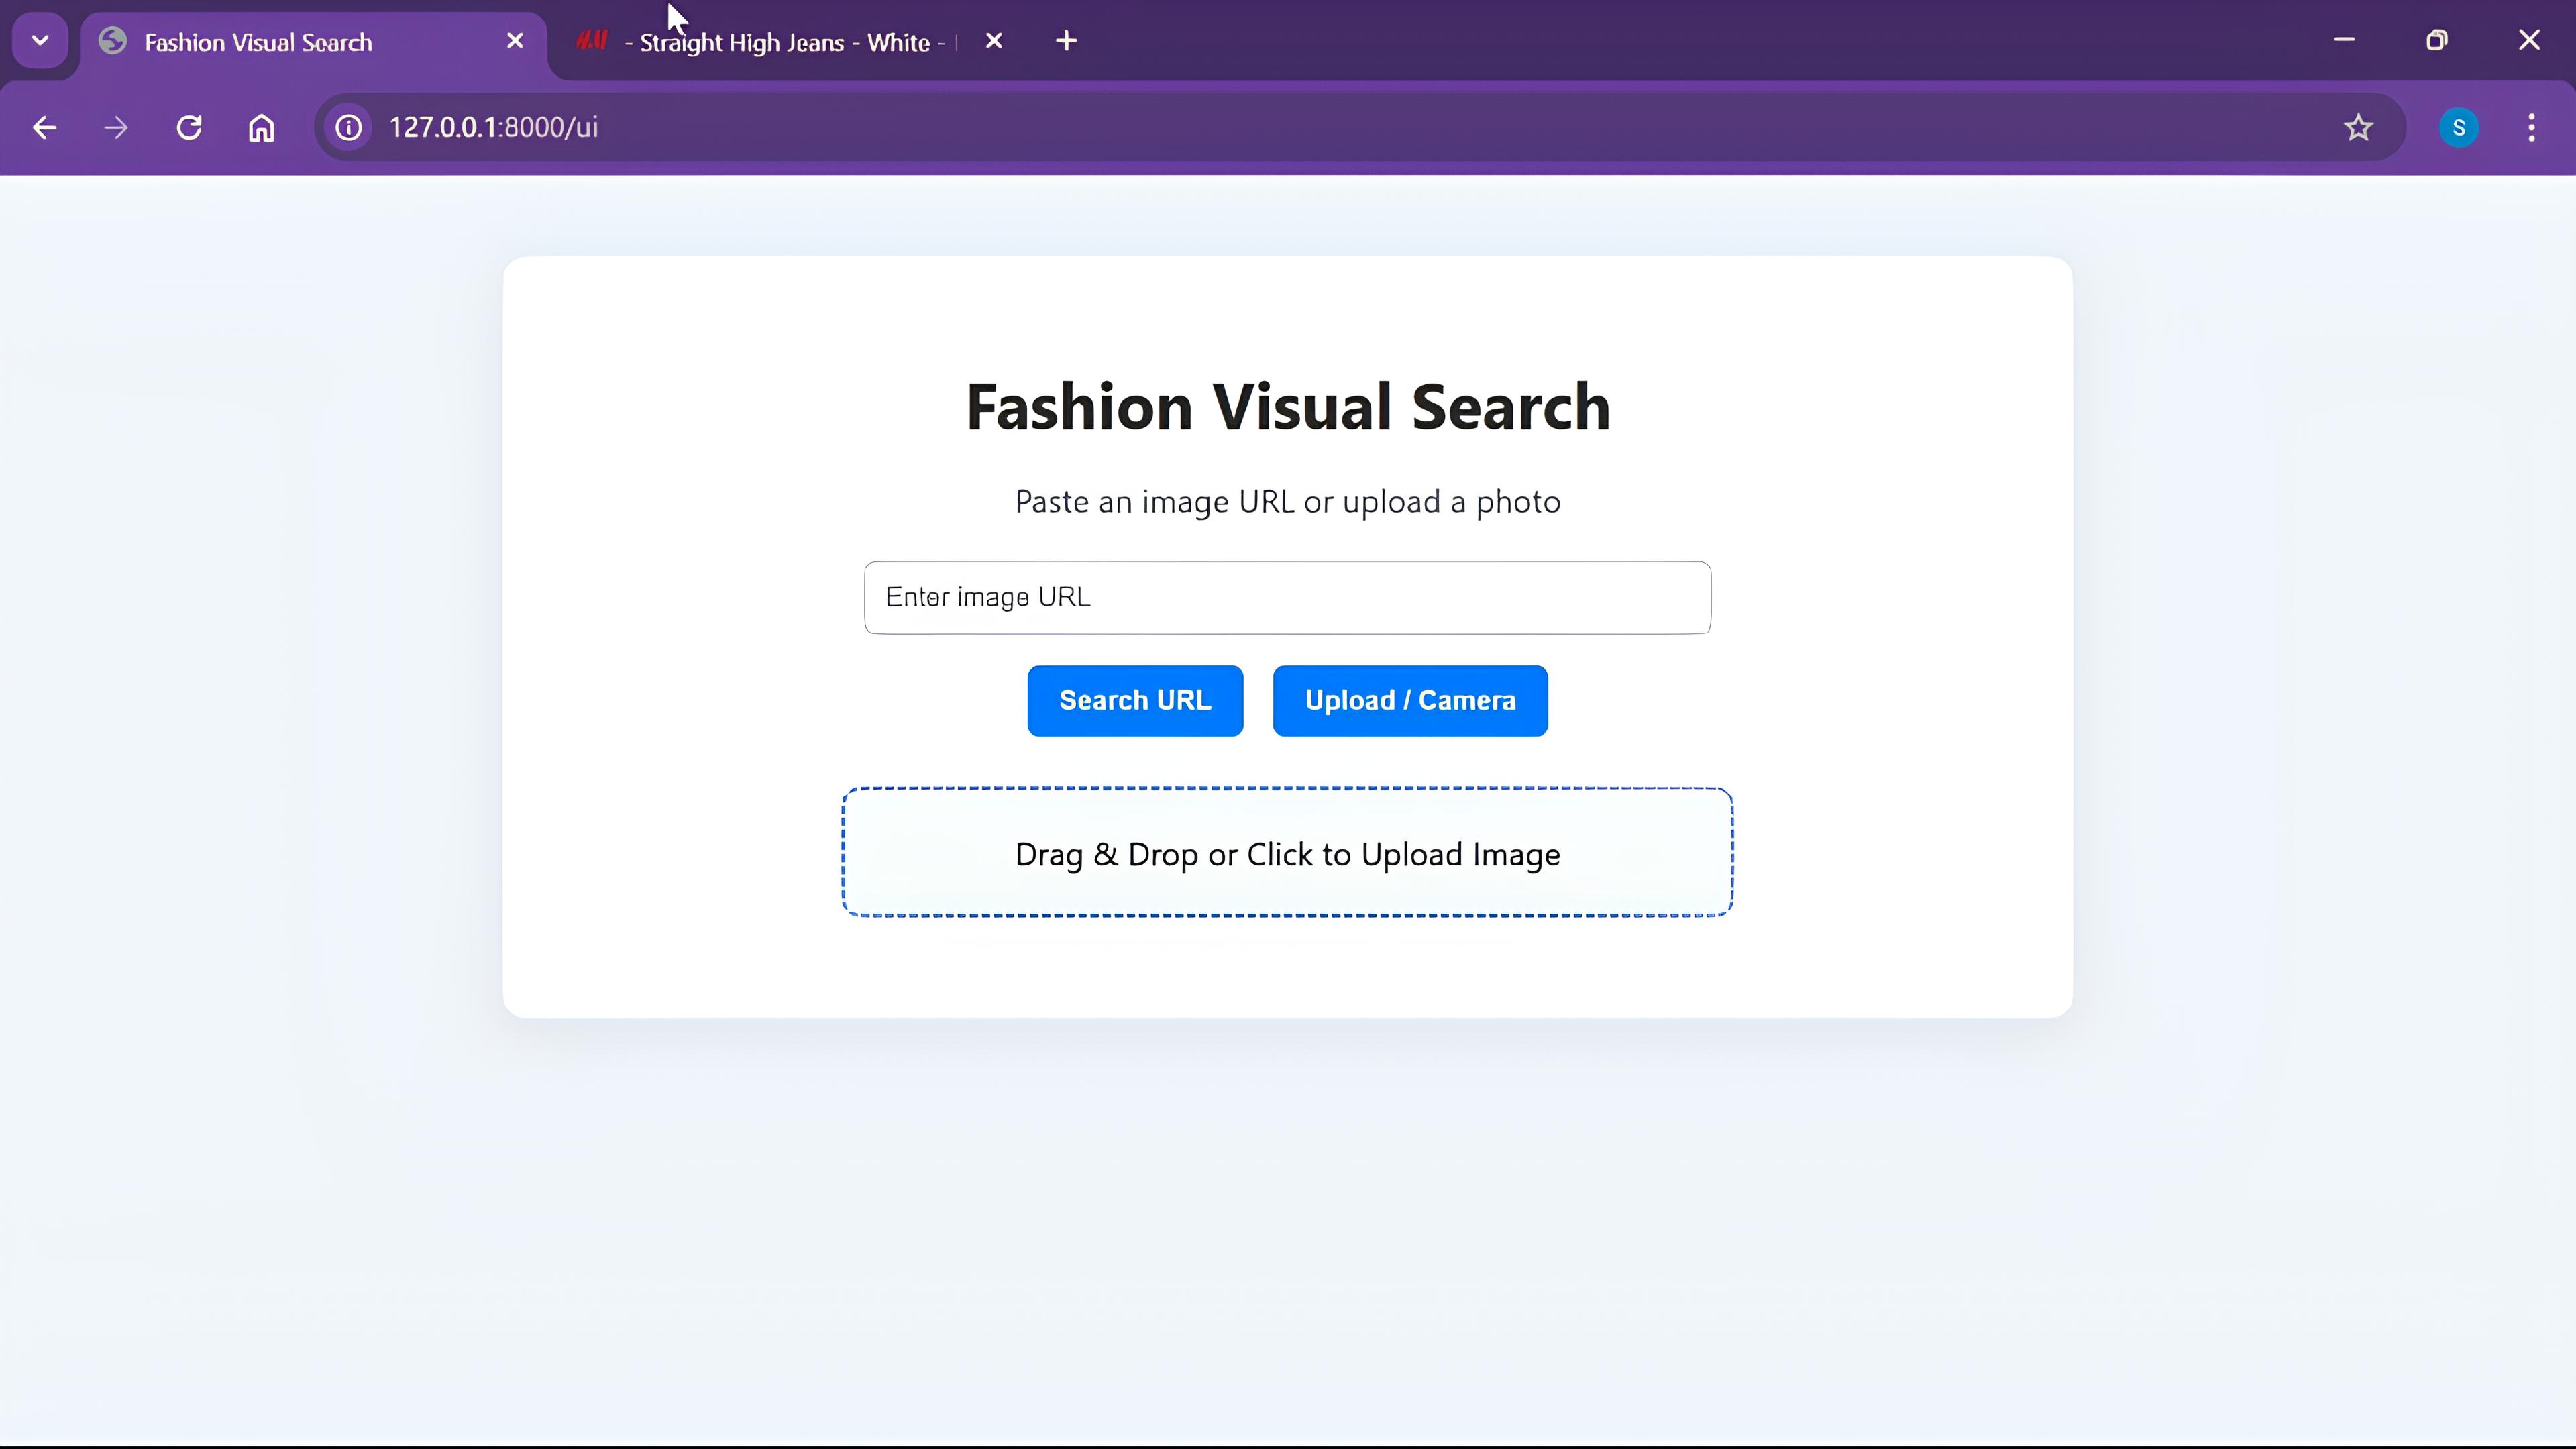 Fashion Visual Search
- Straight High Jeans - White -
127.0.0.1:8000/ui
S
Fashion Visual Search
Paste an image URL or upload a photo
Enter image URL
Search URL
Upload / Camera
Drag & Drop or Click to Upload Image